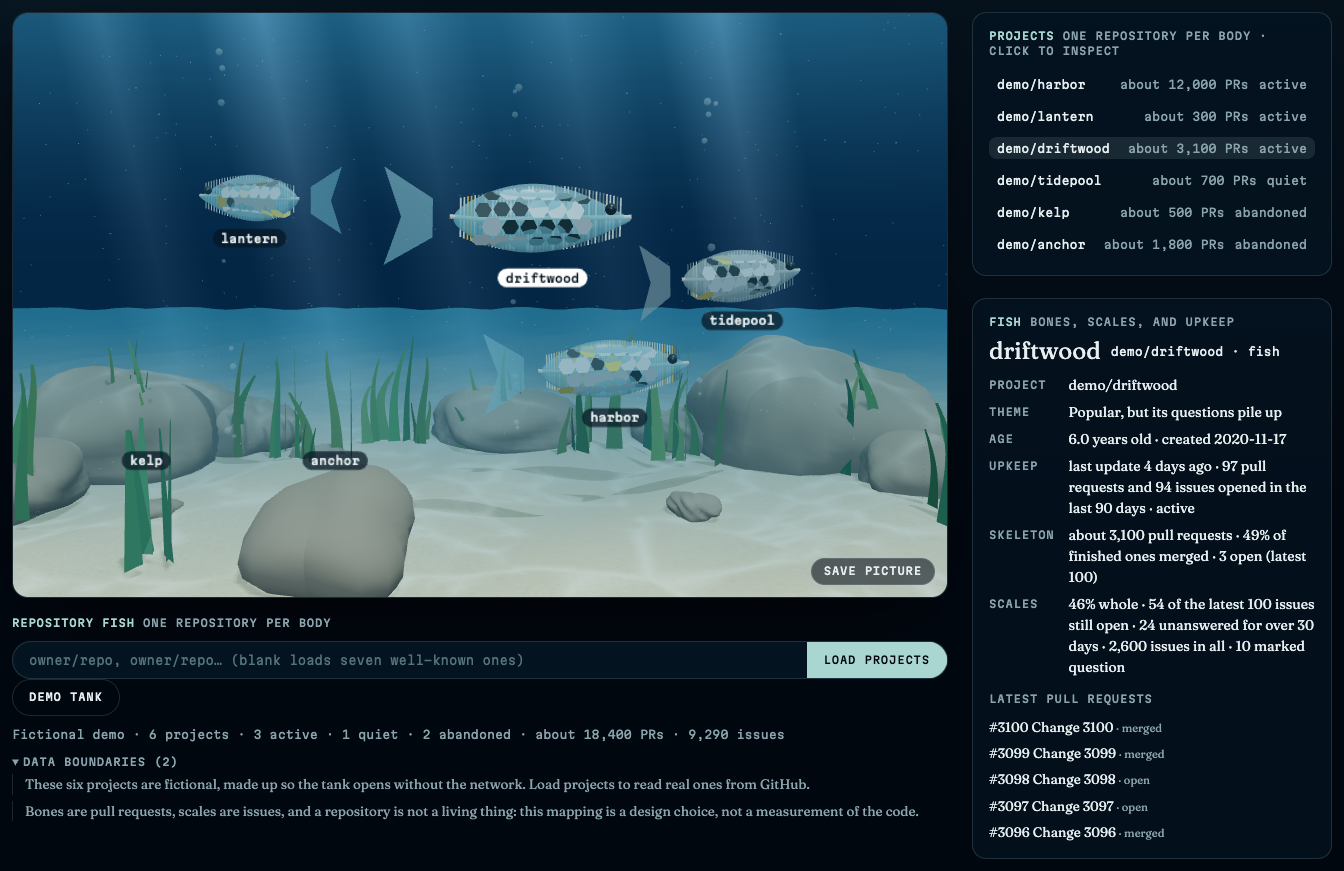 lantern
driftwood
tidepool
harbor
kelp
anchor
SAVE PICTURE
REPOSITORY FISH ONE REPOSITORY PER BODY
owner/repo, owner/repo… (blank loads seven well-known ones)
LOAD PROJECTS
DEMO TANK
Fictional demo · 6 projects · 3 active · 1 quiet · 2 abandoned · about 18,400 PRs · 9,290 issues
▼ DATA BOUNDARIES (2)
These six projects are fictional, made up so the tank opens without the network. Load projects to read real ones from GitHub.
Bones are pull requests, scales are issues, and a repository is not a living thing: this mapping is a design choice, not a measurement of the code.
PROJECTS ONE REPOSITORY PER BODY ·
CLICK TO INSPECT
demo/harbor about 12,000 PRs active
demo/lantern about 300 PRs active
demo/driftwood about 3,100 PRs active
demo/tidepool about 700 PRs quiet
demo/kelp about 500 PRs abandoned
demo/anchor about 1,800 PRs abandoned
FISH BONES, SCALES, AND UPKEEP
driftwood demo/driftwood · fish
PROJECT demo/driftwood
THEME Popular, but its questions pile up
AGE 6.0 years old · created 2020-11-17
UPKEEP last update 4 days ago · 97 pull
requests and 94 issues opened in the
last 90 days · active
SKELETON about 3,100 pull requests · 49% of
finished ones merged · 3 open (latest
100)
SCALES 46% whole · 54 of the latest 100 issues
still open · 24 unanswered for over 30
days · 2,600 issues in all · 10 marked
question
LATEST PULL REQUESTS
#3100 Change 3100 · merged
#3099 Change 3099 · merged
#3098 Change 3098 · open
#3097 Change 3097 · open
#3096 Change 3096 · merged